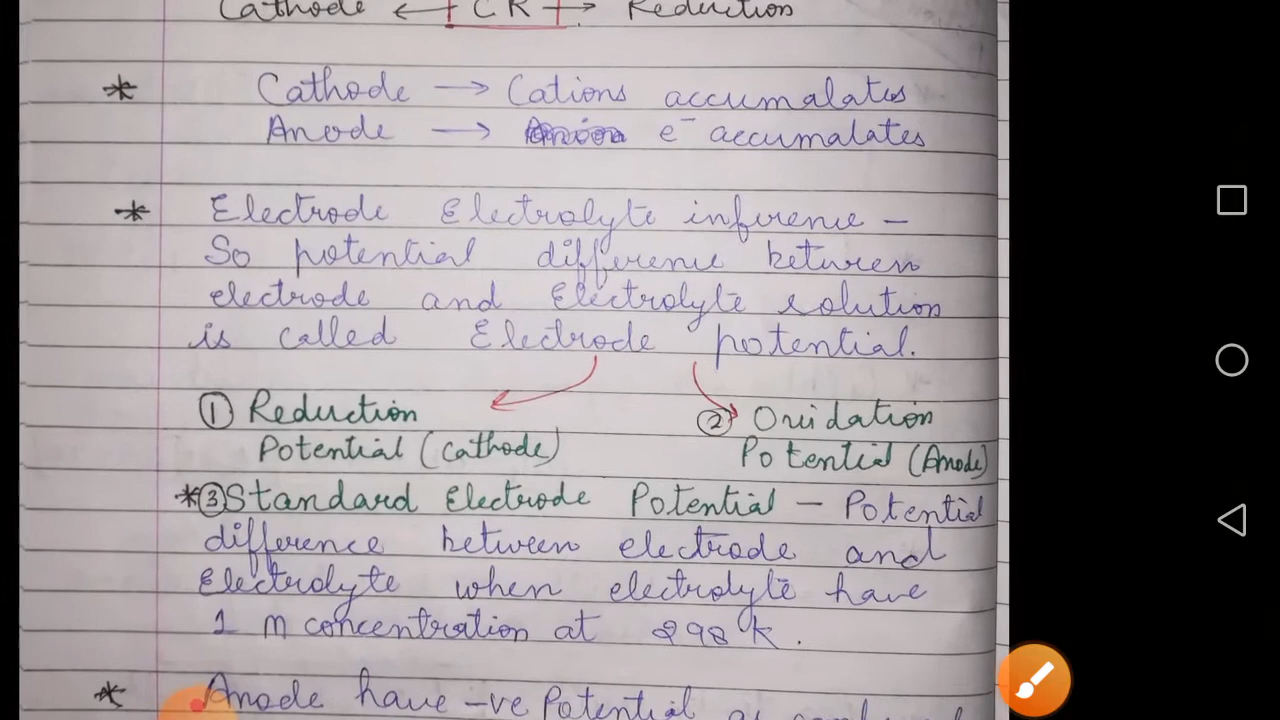 Cathode ← CR → Reduction
* Cathode → Cations accumalates
Anode → e⁻ accumalates
* Electrode Electrolyte inference -
So potential difference between
electrode and Electrolyte solution
is called Electrode potential.
① Reduction
Potential (Cathode)
② Oxidation
Potential (Anode)
*③ Standard Electrode Potential - Potential
difference between electrode and
Electrolyte when electrolyte have
1 M concentration at 298 K.
* Anode have -ve Potential as